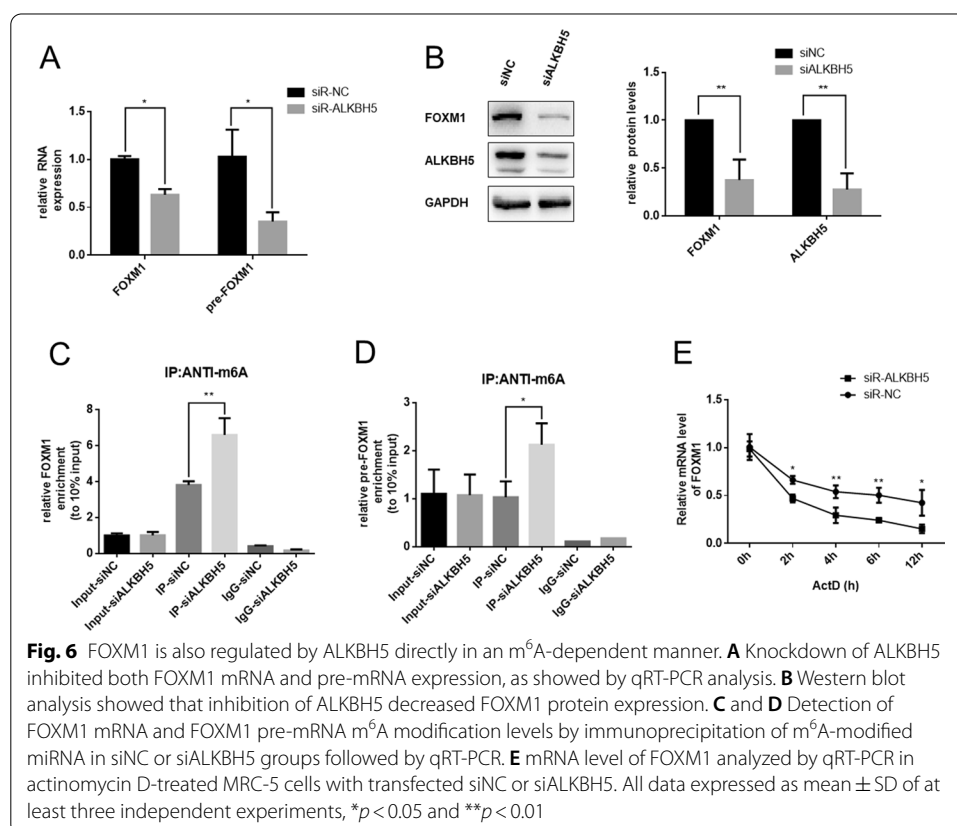 A
siR-NC
siR-ALKBH5
relative RNA
expression
1.5
1.0
0.5
0.0
*
*
FOXM1
pre-FOXM1
B
siNC
siALKBH5
FOXM1
ALKBH5
GAPDH
siNC
siALKBH5
relative protein levels
1.5
1.0
0.5
0.0
**
**
FOXM1
ALKBH5
C
IP:ANTI-m6A
relative FOXM1
enrichment
(to 10% input)
8
6
4
2
0
**
Input-siNC
Input-siALKBH5
IP-siNC
IP-siALKBH5
IgG-siNC
IgG-siALKBH5
D
IP:ANTI-m6A
relative pre-FOXM1
enrichment
(to 10% input)
3
2
1
0
*
Input-siNC
Input-siALKBH5
IP-siNC
IP-siALKBH5
IgG-siNC
IgG-siALKBH5
E
siR-ALKBH5
siR-NC
Relative mRNA level
of FOXM1
1.5
1.0
0.5
0.0
*
**
**
*
0h
2h
4h
6h
12h
ActD (h)
Fig. 6 FOXM1 is also regulated by ALKBH5 directly in an m⁶A-dependent manner. A Knockdown of ALKBH5
inhibited both FOXM1 mRNA and pre-mRNA expression, as showed by qRT-PCR analysis. B Western blot
analysis showed that inhibition of ALKBH5 decreased FOXM1 protein expression. C and D Detection of
FOXM1 mRNA and FOXM1 pre-mRNA m⁶A modification levels by immunoprecipitation of m⁶A-modified
miRNA in siNC or siALKBH5 groups followed by qRT-PCR. E mRNA level of FOXM1 analyzed by qRT-PCR in
actinomycin D-treated MRC-5 cells with transfected siNC or siALKBH5. All data expressed as mean ± SD of at
least three independent experiments, *p < 0.05 and **p < 0.01